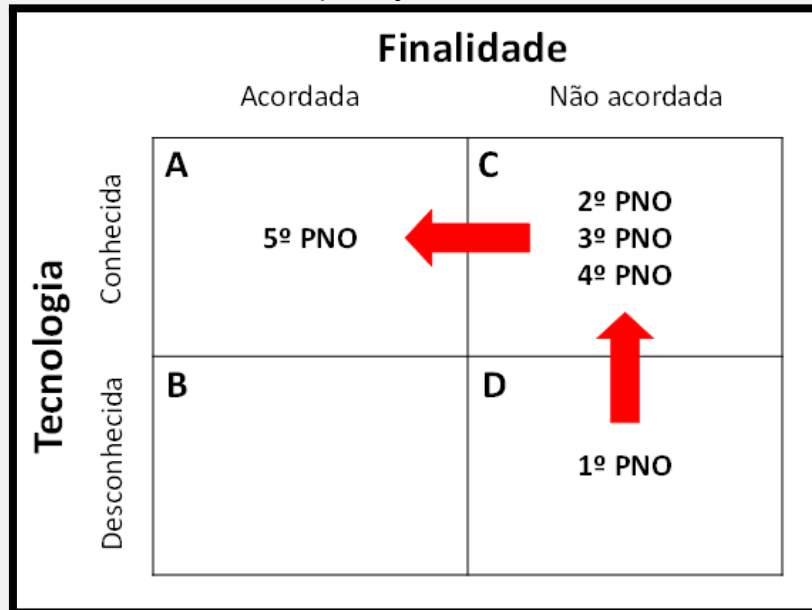 Finalidade
Acordada
Não acordada
Tecnologia
Conhecida
Desconhecida
A
5º PNO
C
2º PNO
3º PNO
4º PNO
B
D
1º PNO